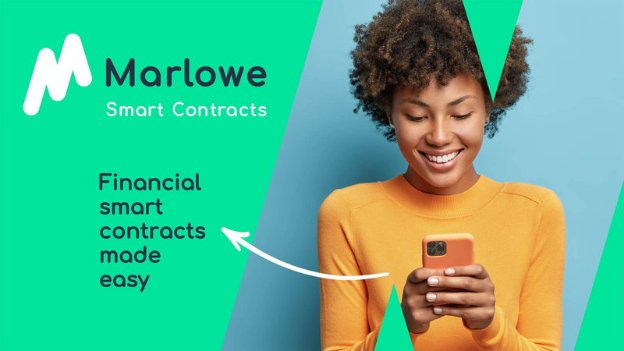 Marlowe
Smart Contracts
Financial
smart
contracts
made
easy